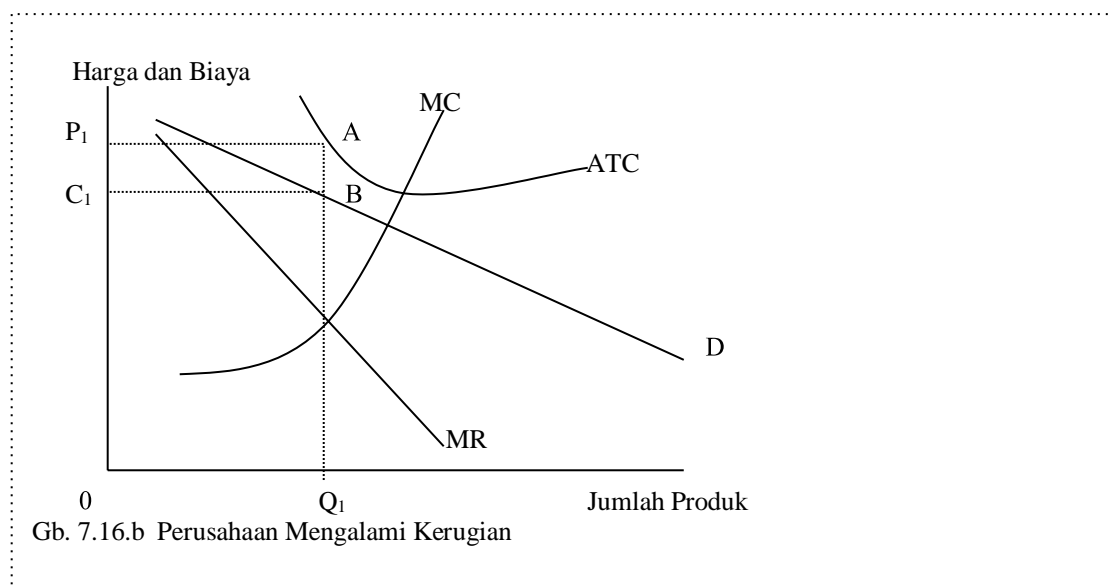 Harga dan Biaya
MC
P₁
A
ATC
C₁
B
D
MR
0
Q₁
Jumlah Produk
Gb. 7.16.b Perusahaan Mengalami Kerugian